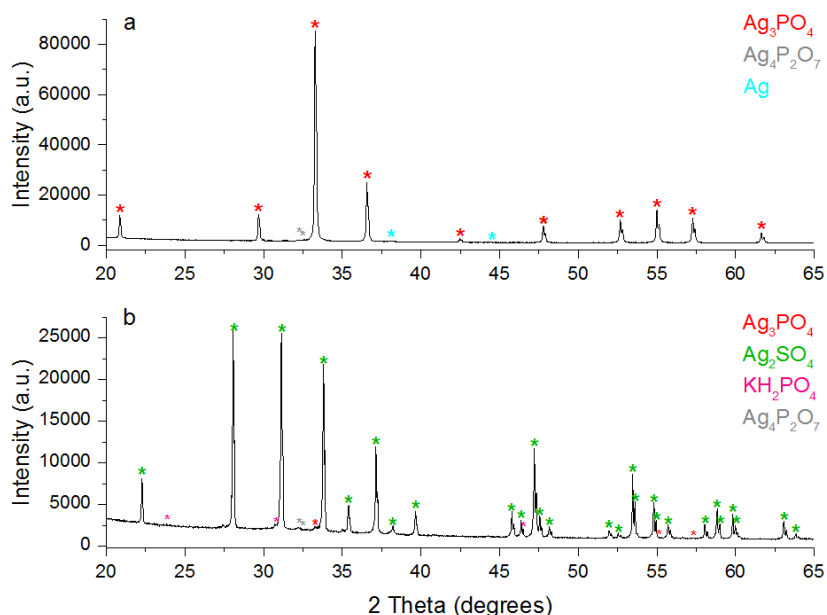 a
Ag₃PO₄
Ag₄P₂O₇
Ag
Intensity (a.u.)
80000
60000
40000
20000
0
20 25 30 35 40 45 50 55 60 65
b
Ag₃PO₄
Ag₂SO₄
KH₂PO₄
Ag₄P₂O₇
Intensity (a.u.)
25000
20000
15000
10000
5000
0
20 25 30 35 40 45 50 55 60 65
2 Theta (degrees)